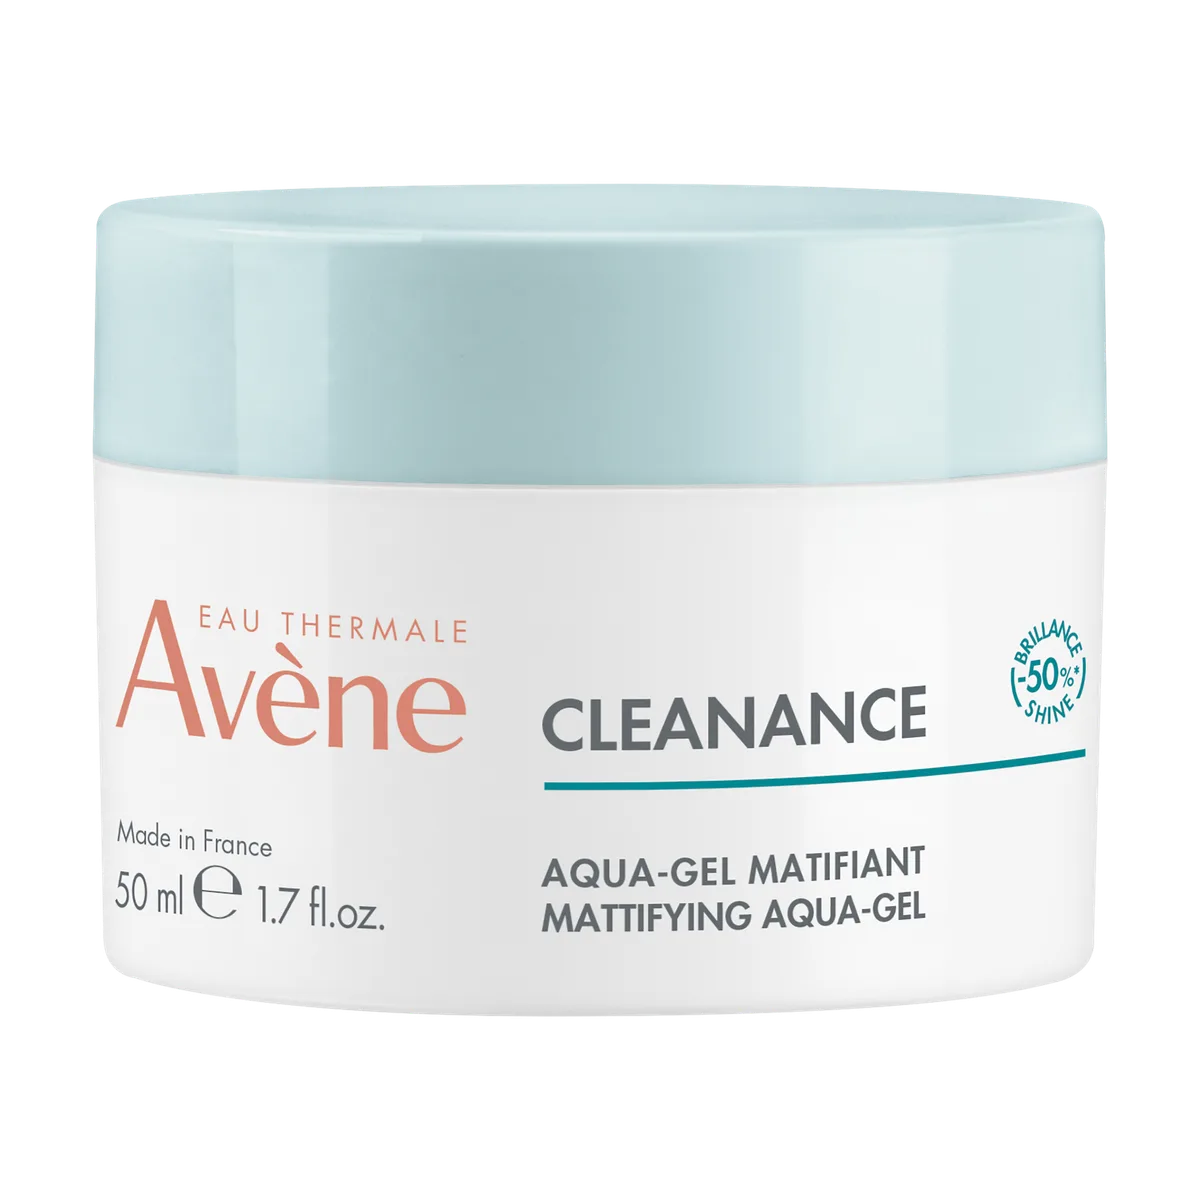 EAU THERMALE
Avène
CLEANANCE
BRILLANCE
-50%*
SHINE
Made in France
50 ml ℮ 1.7 fl.oz.
AQUA-GEL MATIFIANT
MATTIFYING AQUA-GEL